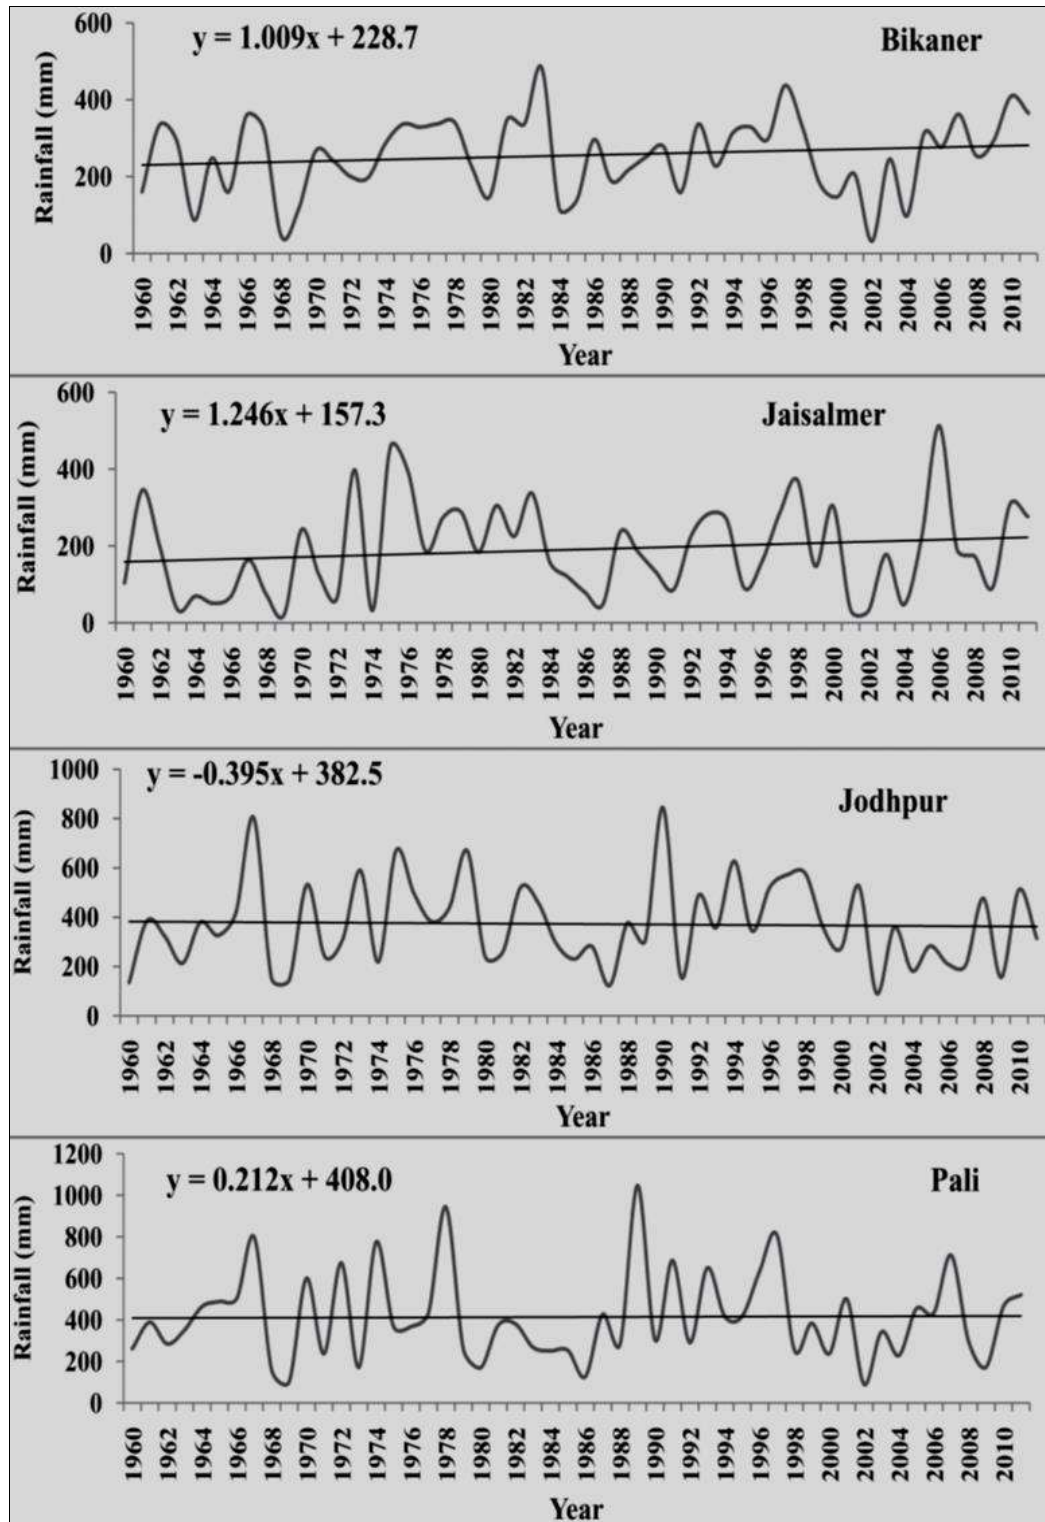 600
y = 1.009x + 228.7
Bikaner
400
200
0
Rainfall (mm)
1960 1962 1964 1966 1968 1970 1972 1974 1976 1978 1980 1982 1984 1986 1988 1990 1992 1994 1996 1998 2000 2002 2004 2006 2008 2010
Year
600
y = 1.246x + 157.3
Jaisalmer
400
200
0
Rainfall (mm)
1960 1962 1964 1966 1968 1970 1972 1974 1976 1978 1980 1982 1984 1986 1988 1990 1992 1994 1996 1998 2000 2002 2004 2006 2008 2010
Year
1000
y = -0.395x + 382.5
Jodhpur
800
600
400
200
0
Rainfall (mm)
1960 1962 1964 1966 1968 1970 1972 1974 1976 1978 1980 1982 1984 1986 1988 1990 1992 1994 1996 1998 2000 2002 2004 2006 2008 2010
Year
1200
y = 0.212x + 408.0
Pali
1000
800
600
400
200
0
Rainfall (mm)
1960 1962 1964 1966 1968 1970 1972 1974 1976 1978 1980 1982 1984 1986 1988 1990 1992 1994 1996 1998 2000 2002 2004 2006 2008 2010
Year